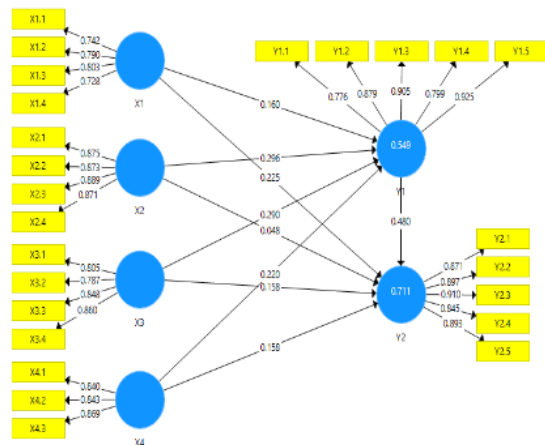 X1.1
X1.2
X1.3
X1.4
0.742
0.790
0.803
0.728
X1
X2.1
X2.2
X2.3
X2.4
0.875
0.873
0.889
0.871
X2
X3.1
X3.2
X3.3
X3.4
0.805
0.787
0.848
0.860
X3
X4.1
X4.2
X4.3
0.840
0.843
0.869
X4
0.160
0.296
0.225
0.290
0.048
0.220
0.158
0.158
Y1.1
Y1.2
Y1.3
Y1.4
Y1.5
0.776
0.879
0.905
0.799
0.925
0.549
Y1
0.480
0.711
Y2
0.871
0.897
0.910
0.845
0.893
Y2.1
Y2.2
Y2.3
Y2.4
Y2.5